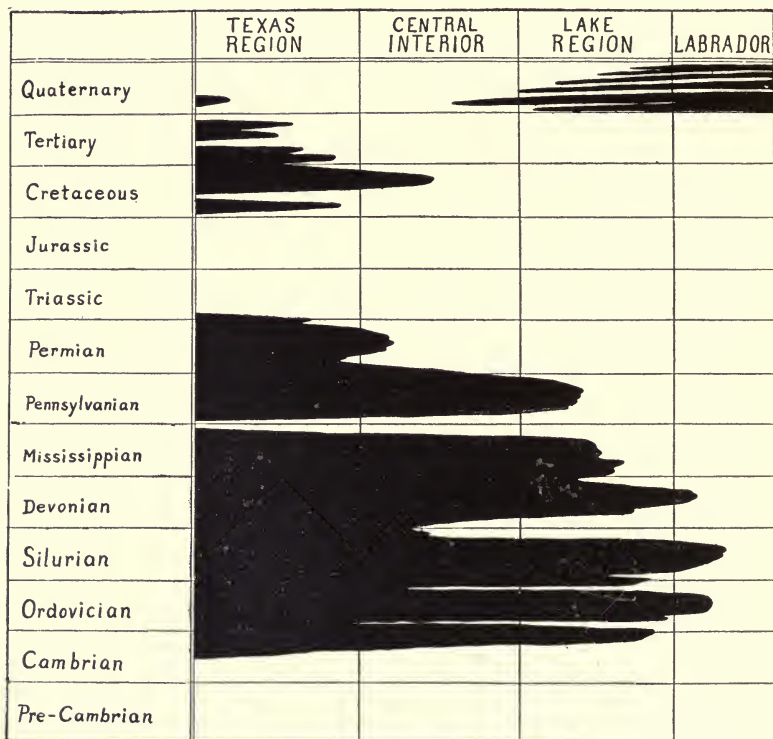 TEXAS REGION
CENTRAL INTERIOR
LAKE REGION
LABRADOR
Quaternary
Tertiary
Cretaceous
Jurassic
Triassic
Permian
Pennsylvanian
Mississippian
Devonian
Silurian
Ordovician
Cambrian
Pre-Cambrian